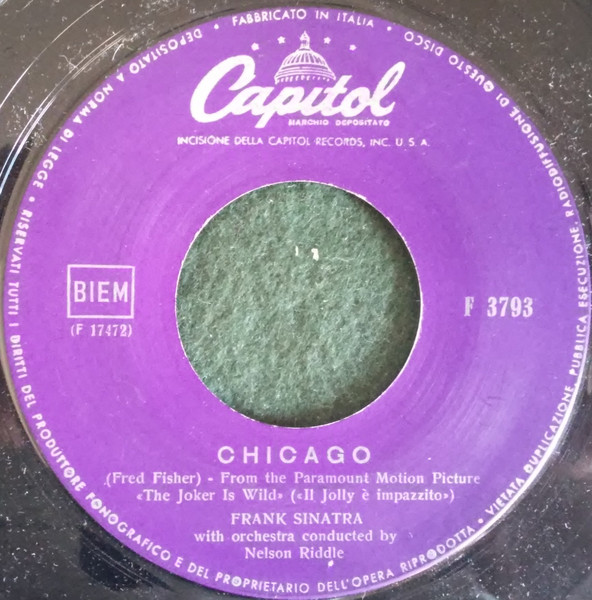 Capitol
MARCHIO DEPOSITATO
INCISIONE DELLA CAPITOL RECORDS, INC. U. S. A.
BIEM
(F 17472)
F 3793
CHICAGO
(Fred Fisher) - From the Paramount Motion Picture
«The Joker Is Wild» («Il Jolly è impazzito»)
FRANK SINATRA
with orchestra conducted by
Nelson Riddle
DEPOSITATO A NORMA DI LEGGE • RISERVATI TUTTI I DIRITTI DEL PRODUTTORE FONOGRAFICO E DEL PROPRIETARIO DELL'OPERA RIPRODOTTA • VIETATA DUPLICAZIONE, PUBBLICA ESECUZIONE, RADIODIFFUSIONE DI QUESTO DISCO • FABBRICATO IN ITALIA •